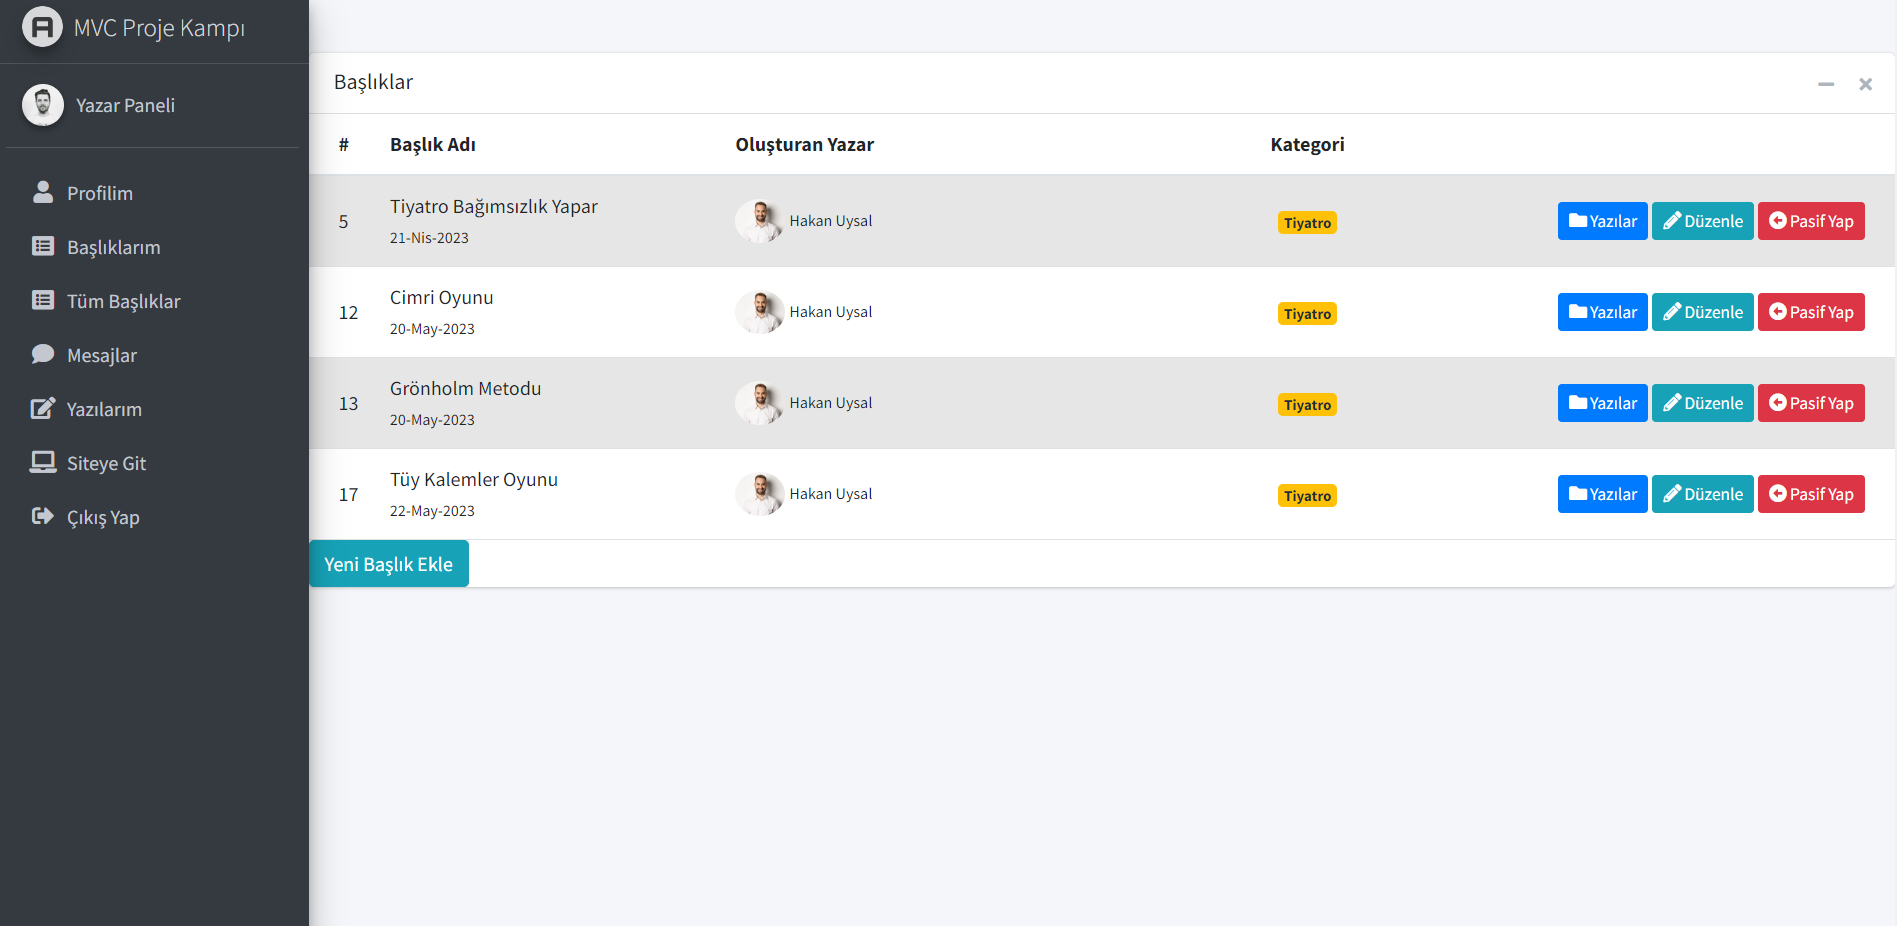 MVC Proje Kampı
Yazar Paneli
Profilim
Başlıklarım
Tüm Başlıklar
Mesajlar
Yazılarım
Siteye Git
Çıkış Yap
Başlıklar
# Başlık Adı Oluşturan Yazar Kategori
5 Tiyatro Bağımsızlık Yapar Hakan Uysal Tiyatro Yazılar Düzenle Pasif Yap
21-Nis-2023
12 Cimri Oyunu Hakan Uysal Tiyatro Yazılar Düzenle Pasif Yap
20-May-2023
13 Grönholm Metodu Hakan Uysal Tiyatro Yazılar Düzenle Pasif Yap
20-May-2023
17 Tüy Kalemler Oyunu Hakan Uysal Tiyatro Yazılar Düzenle Pasif Yap
22-May-2023
Yeni Başlık Ekle